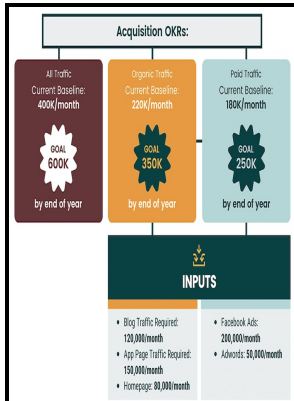 Acquisition OKRs:
All Traffic
Current Baseline:
400K/month
GOAL
600K
by end of year
Organic Traffic
Current Baseline:
220K/month
GOAL
350K
by end of year
Paid Traffic
Current Baseline:
180K/month
GOAL
250K
by end of year
INPUTS
• Blog Traffic Required:
120,000/month
• App Page Traffic Required:
150,000/month
• Homepage: 80,000/month
• Facebook Ads:
200,000/month
• Adwords: 50,000/month